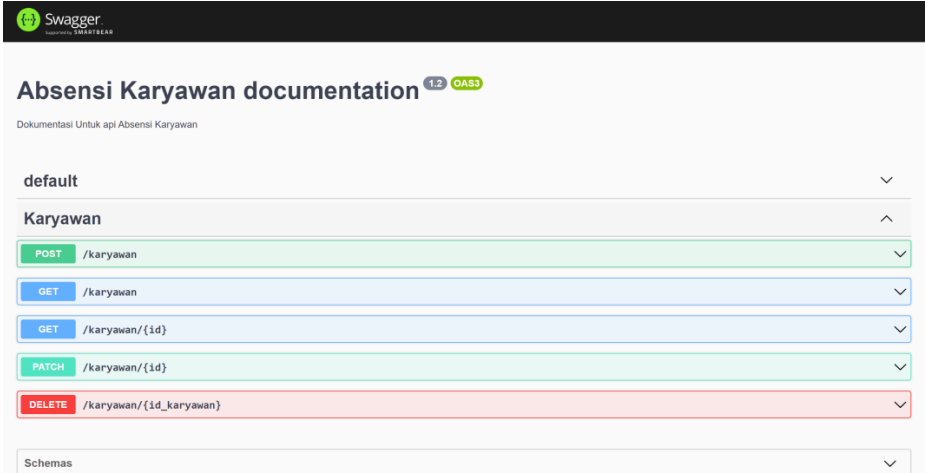 {··} Swagger.
Supported by SMARTBEAR
Absensi Karyawan documentation 1.2 OAS3
Dokumentasi Untuk api Absensi Karyawan
default
Karyawan
POST /karyawan
GET /karyawan
GET /karyawan/{id}
PATCH /karyawan/{id}
DELETE /karyawan/{id_karyawan}
Schemas